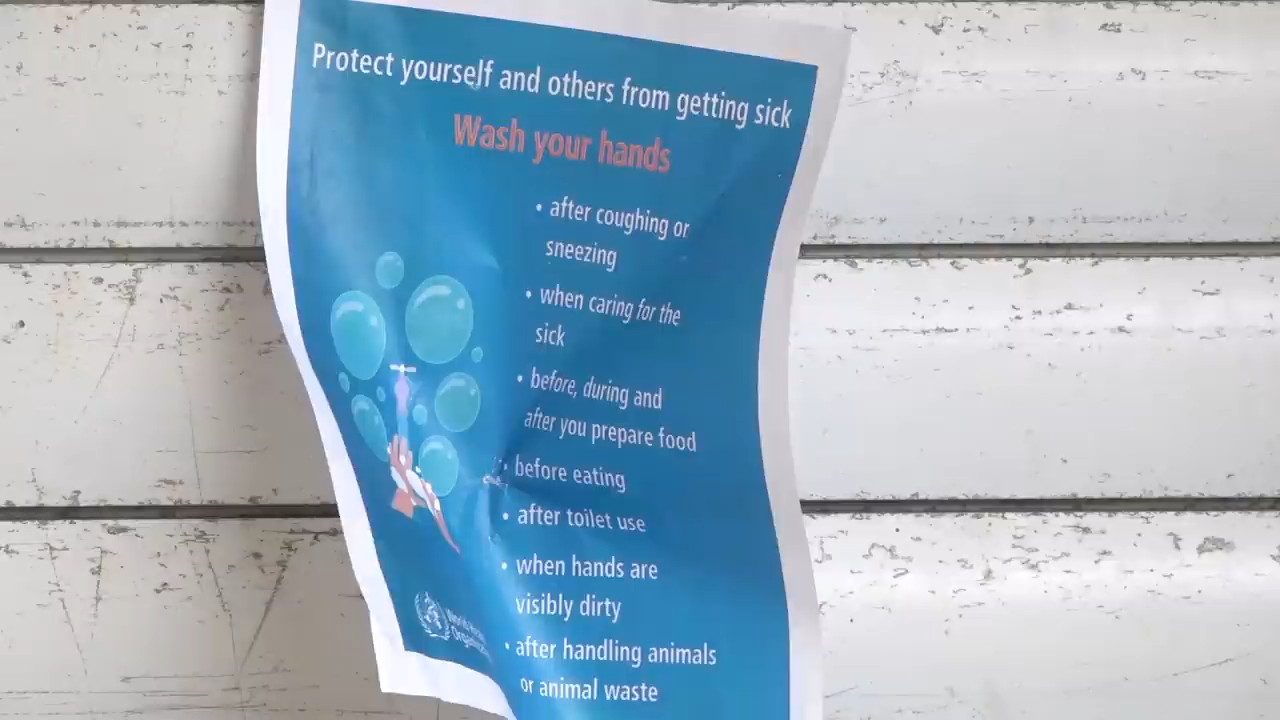 Protect yourself and others from getting sick
Wash your hands
• after coughing or
sneezing
• when caring for the
sick
• before, during and
after you prepare food
• before eating
• after toilet use
• when hands are
visibly dirty
• after handling animals
or animal waste
World Health
Organization